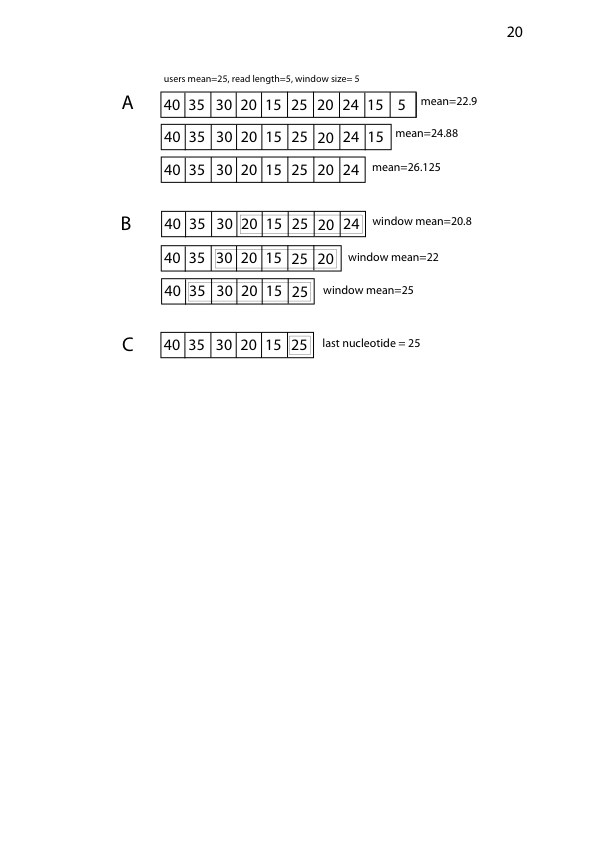 20
users mean=25, read length=5, window size= 5
A 40 35 30 20 15 25 20 24 15 5 mean=22.9
40 35 30 20 15 25 20 24 15 mean=24.88
40 35 30 20 15 25 20 24 mean=26.125
B 40 35 30 20 15 25 20 24 window mean=20.8
40 35 30 20 15 25 20 window mean=22
40 35 30 20 15 25 window mean=25
C 40 35 30 20 15 25 last nucleotide = 25